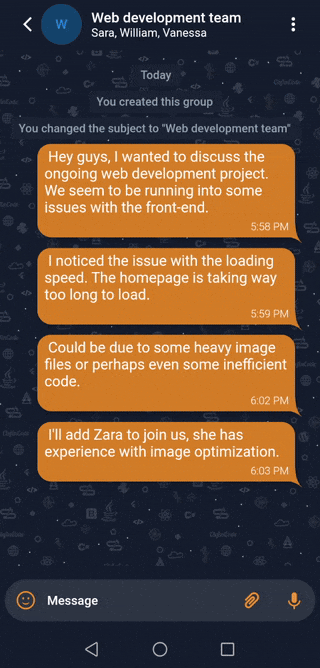 Web development team
W
Sara, William, Vanessa
Today
You created this group
You changed the subject to "Web development team"
Hey guys, I wanted to discuss the
ongoing web development project.
We seem to be running into some
issues with the front-end.
5:58 PM
I noticed the issue with the loading
speed. The homepage is taking way
too long to load.
5:59 PM
Could be due to some heavy image
files or perhaps even some inefficient
code.
6:02 PM
I'll add Zara to join us, she has
experience with image optimization.
6:03 PM
Message